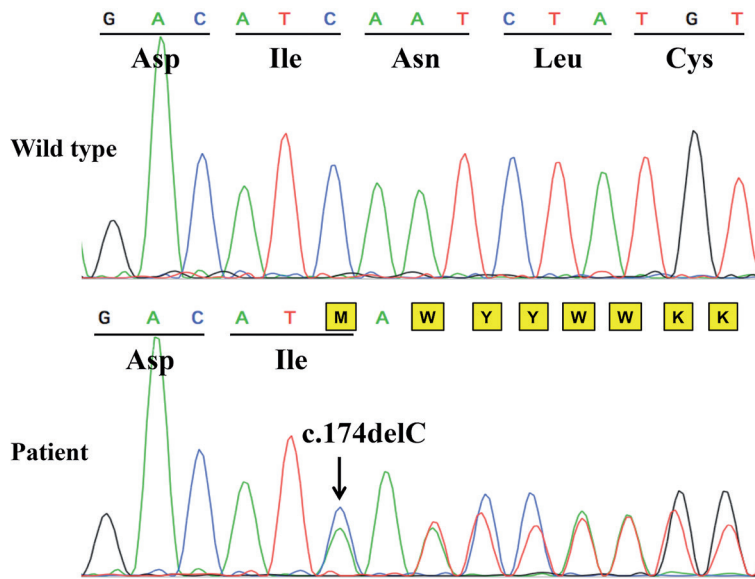 G A C A T C A A T C T A T G T
Asp Ile Asn Leu Cys
Wild type
G A C A T M A W Y Y W W K K
Asp Ile
c.174delC
Patient